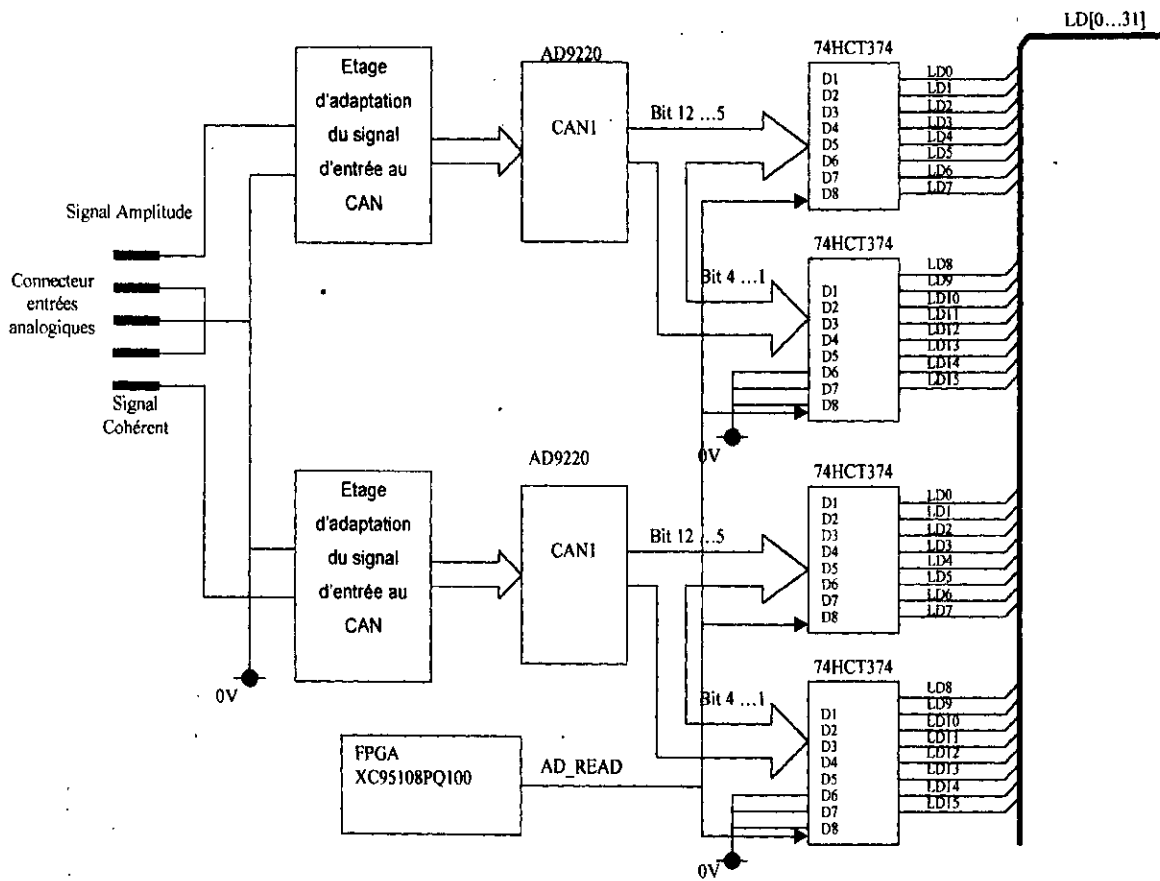 LD[0...31]
Etage
d'adaptation
du signal
d'entrée au
CAN
AD9220
CAN1
Bit 12 ...5
74HCT374
D1
D2
D3
D4
D5
D6
D7
D8
LD0
LD1
LD2
LD3
LD4
LD5
LD6
LD7
Signal Amplitude
Connecteur
entrées
analogiques
Signal
Cohérent
Bit 4 ...1
74HCT374
D1
D2
D3
D4
D5
D6
D7
D8
LD8
LD9
LD10
LD11
LD12
LD13
LD14
LD15
0V
0V
Etage
d'adaptation
du signal
d'entrée au
CAN
AD9220
CAN1
Bit 12 ...5
74HCT374
D1
D2
D3
D4
D5
D6
D7
D8
LD0
LD1
LD2
LD3
LD4
LD5
LD6
LD7
Bit 4 ...1
74HCT374
D1
D2
D3
D4
D5
D6
D7
D8
LD8
LD9
LD10
LD11
LD12
LD13
LD14
LD15
FPGA
XC95108PQ100
AD_READ
0V